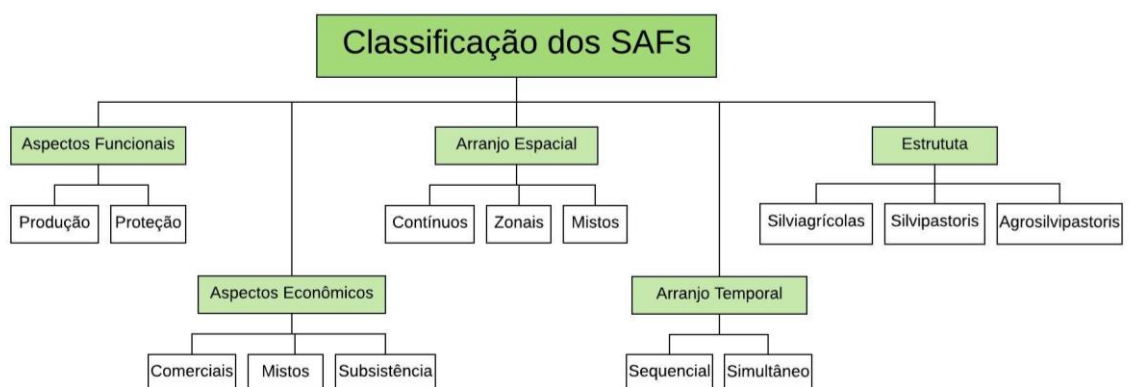 Classificação dos SAFs
Aspectos Funcionais
Arranjo Espacial
Estrututa
Produção
Proteção
Contínuos
Zonais
Mistos
Silviagrícolas
Silvipastoris
Agrosilvipastoris
Aspectos Econômicos
Arranjo Temporal
Comerciais
Mistos
Subsistência
Sequencial
Simultâneo